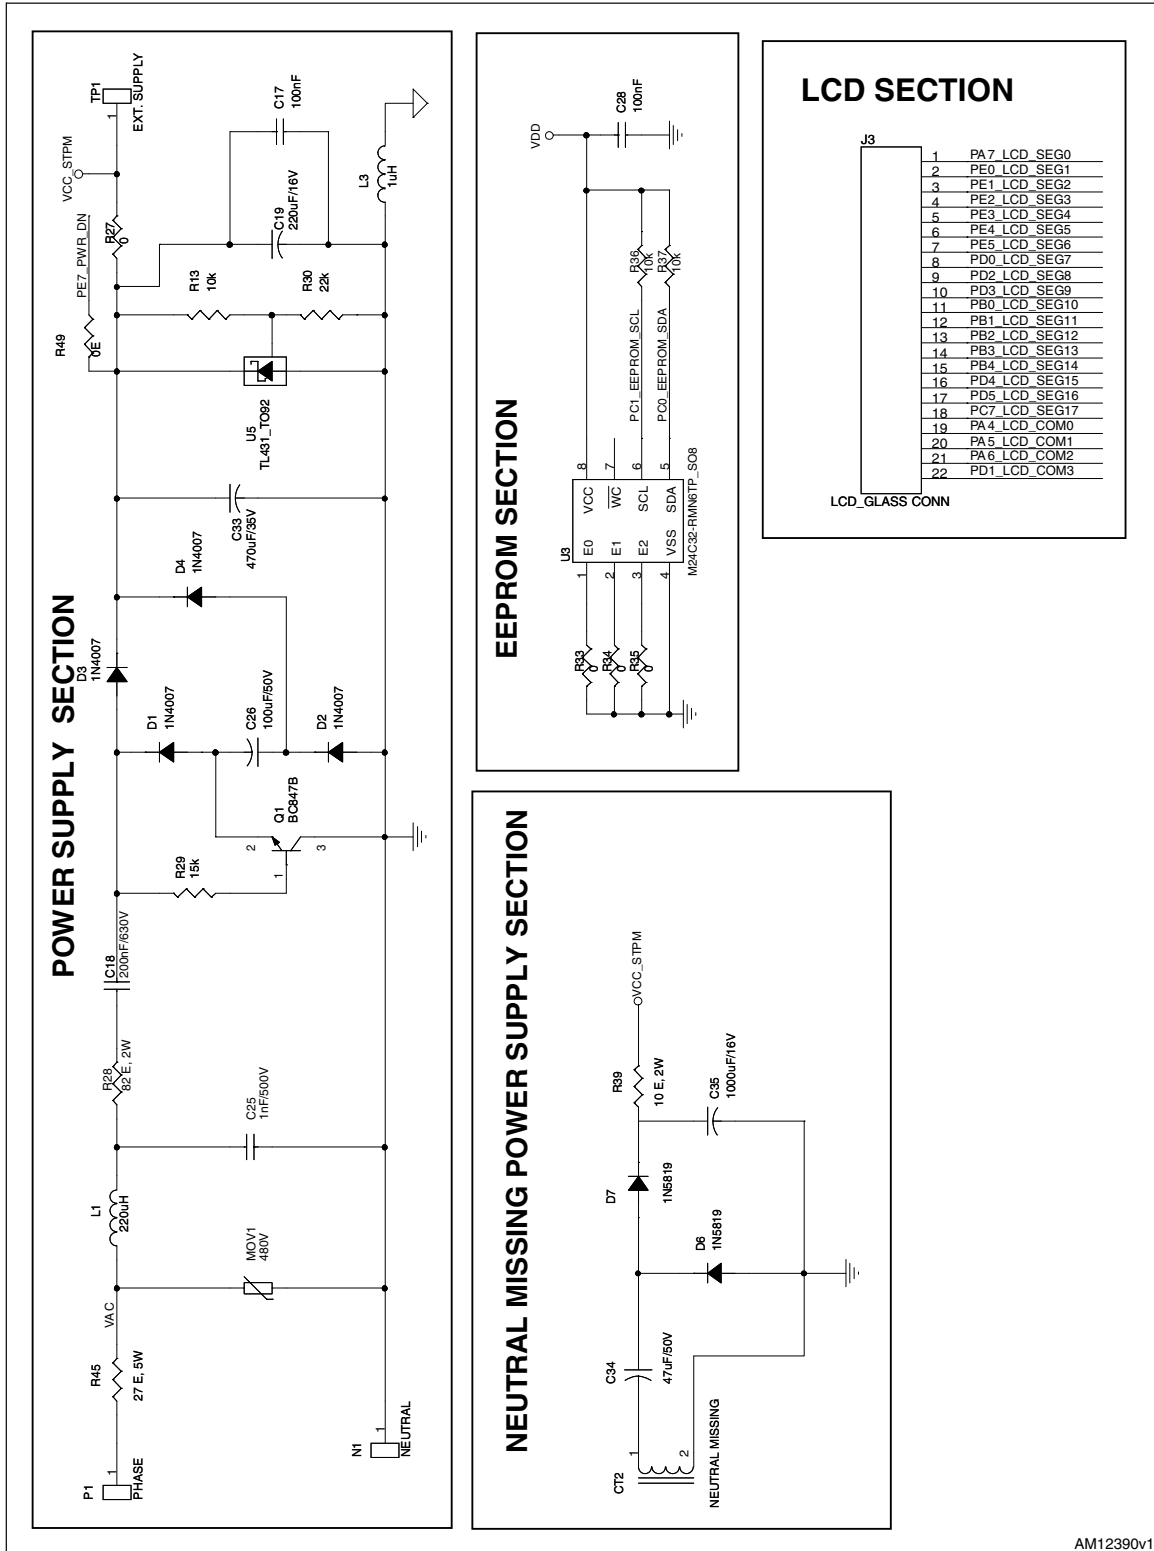 POWER SUPPLY SECTION
P1
1
PHASE
R45
27 E, 5W
VAC
N1
1
NEUTRAL
MOV1
480V
L1
220uH
C25
1nF/500V
R28
82 E, 2W
C18
200nF/630V
R29
15k
Q1
BC847B
1
2
3
D1
1N4007
C26
100uF/50V
D2
1N4007
D3
1N4007
D4
1N4007
C33
470uF/35V
U5
TL431_TO92
R49
0E
PE7_PWR_DN
R13
10k
R30
22k
R27
0
C19
220uF/16V
C17
100nF
VCC_STPM
L3
1uH
TP1
1
EXT. SUPPLY
EEPROM SECTION
VDD
C28
100nF
R36
10k
R37
10k
PC1_EEPROM_SCL
PC0_EEPROM_SDA
U3
1 E0 VCC 8
2 E1 WC 7
3 E2 SCL 6
4 VSS SDA 5
M24C32-RMN6TP_SO8
R33
0
R34
0
R35
0
NEUTRAL MISSING POWER SUPPLY SECTION
CT2
1
2
NEUTRAL MISSING
C34
47uF/50V
D6
1N5819
D7
1N5819
R39
10 E, 2W
C35
1000uF/16V
VCC_STPM
LCD SECTION
J3
1 PA7_LCD_SEG0
2 PE0_LCD_SEG1
3 PE1_LCD_SEG2
4 PE2_LCD_SEG3
5 PE3_LCD_SEG4
6 PE4_LCD_SEG5
7 PE5_LCD_SEG6
8 PD0_LCD_SEG7
9 PD2_LCD_SEG8
10 PD3_LCD_SEG9
11 PB0_LCD_SEG10
12 PB1_LCD_SEG11
13 PB2_LCD_SEG12
14 PB3_LCD_SEG13
15 PB4_LCD_SEG14
16 PD4_LCD_SEG15
17 PD5_LCD_SEG16
18 PC7_LCD_SEG17
19 PA4_LCD_COM0
20 PA5_LCD_COM1
21 PA6_LCD_COM2
22 PD1_LCD_COM3
LCD_GLASS CONN
AM12390v1